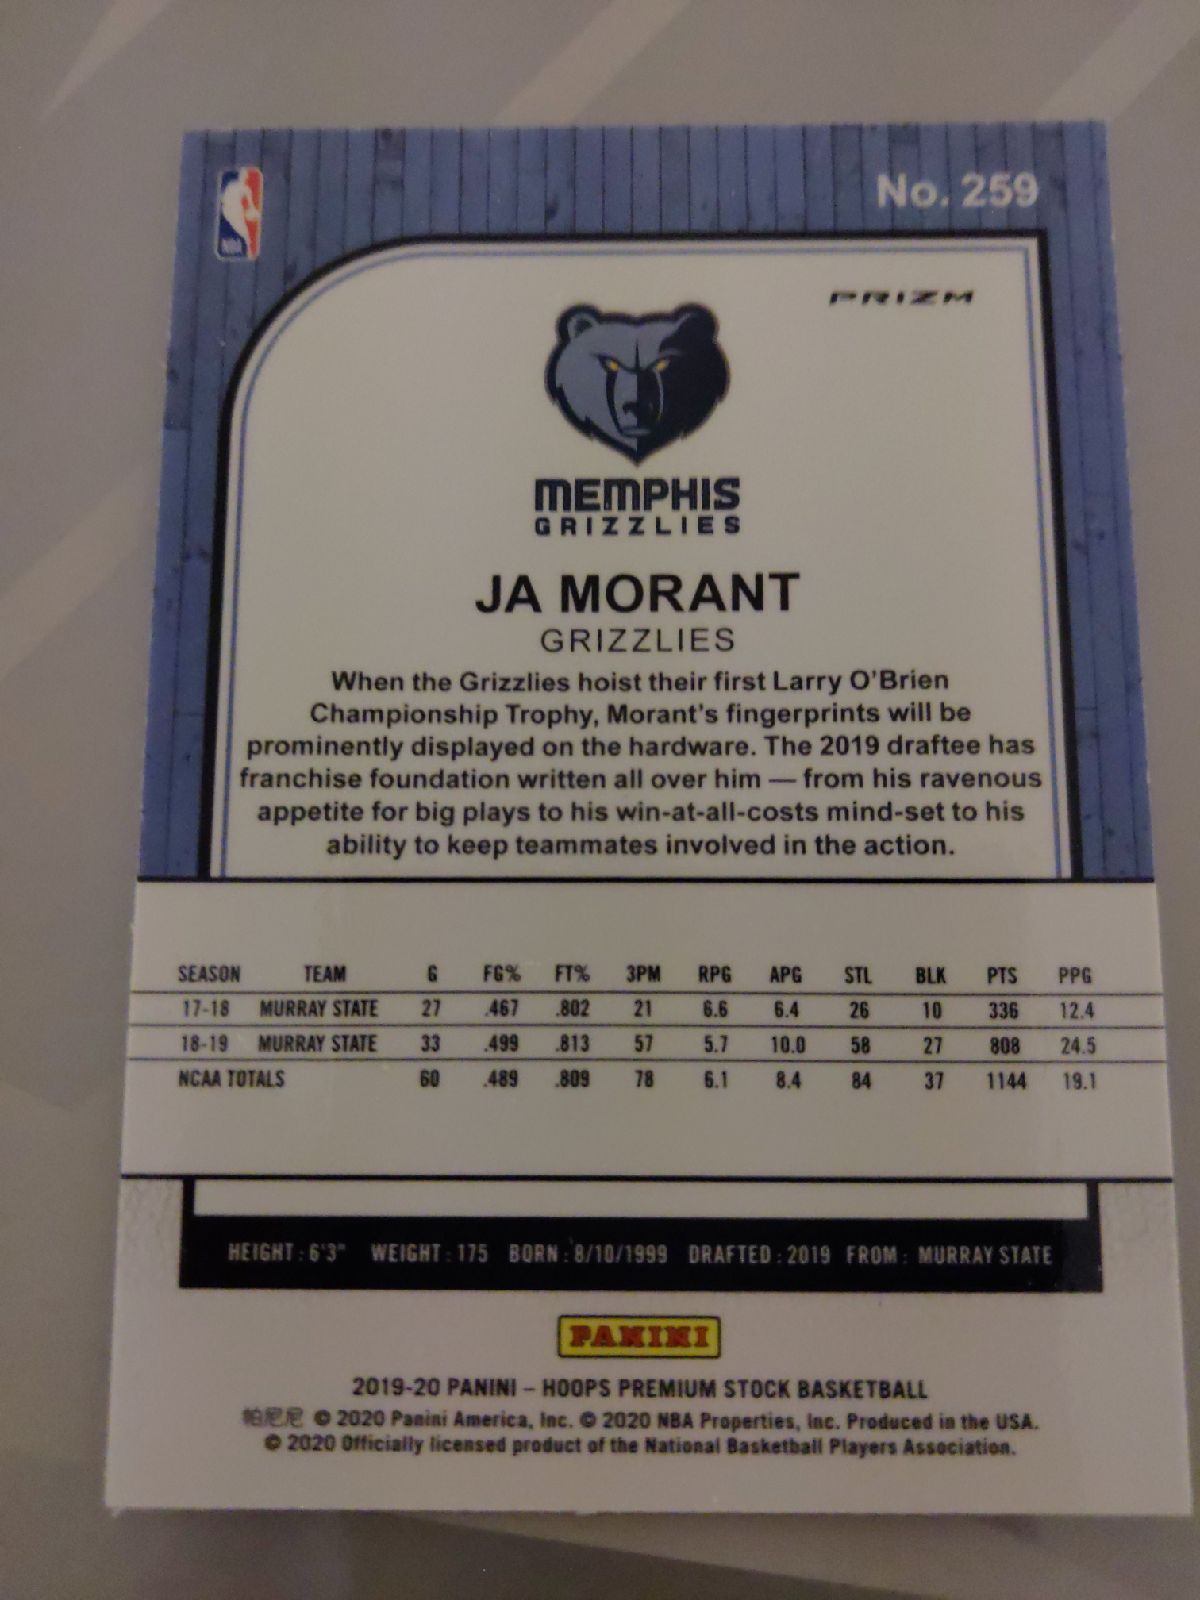 No. 259
NBA
PRIZM
MEMPHIS
GRIZZLIES
JA MORANT
GRIZZLIES
When the Grizzlies hoist their first Larry O'Brien
Championship Trophy, Morant's fingerprints will be
prominently displayed on the hardware. The 2019 draftee has
franchise foundation written all over him — from his ravenous
appetite for big plays to his win-at-all-costs mind-set to his
ability to keep teammates involved in the action.
SEASON TEAM G FG% FT% 3PM RPG APG STL BLK PTS PPG
17-18 MURRAY STATE 27 .467 .802 21 6.6 6.4 26 10 336 12.4
18-19 MURRAY STATE 33 .499 .813 57 5.7 10.0 58 27 808 24.5
NCAA TOTALS 60 .489 .809 78 6.1 8.4 84 37 1144 19.1
HEIGHT : 6'3" WEIGHT : 175 BORN : 8/10/1999 DRAFTED : 2019 FROM : MURRAY STATE
PANINI
2019-20 PANINI – HOOPS PREMIUM STOCK BASKETBALL
帕尼尼 © 2020 Panini America, Inc. © 2020 NBA Properties, Inc. Produced in the USA.
© 2020 Officially licensed product of the National Basketball Players Association.